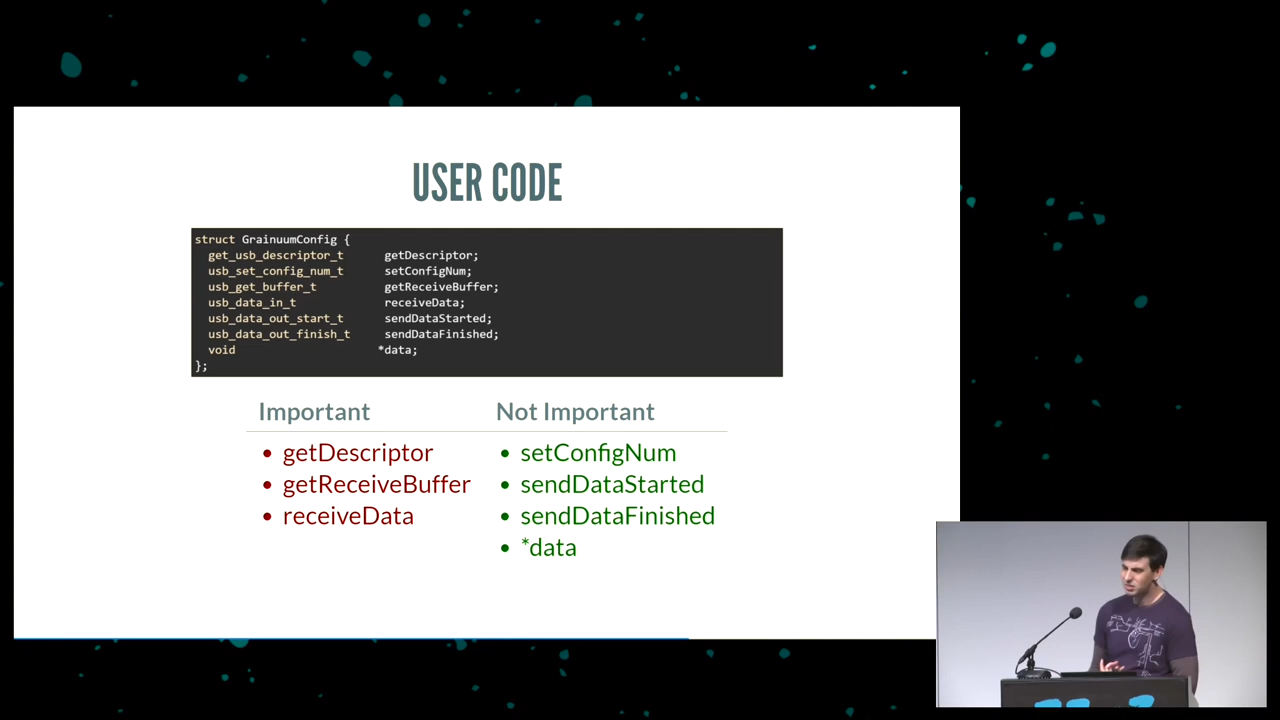 USER CODE
struct GrainuumConfig {
get_usb_descriptor_t getDescriptor;
usb_set_config_num_t setConfigNum;
usb_get_buffer_t getReceiveBuffer;
usb_data_in_t receiveData;
usb_data_out_start_t sendDataStarted;
usb_data_out_finish_t sendDataFinished;
void *data;
};
Important Not Important
• getDescriptor • setConfigNum
• getReceiveBuffer • sendDataStarted
• receiveData • sendDataFinished
• *data